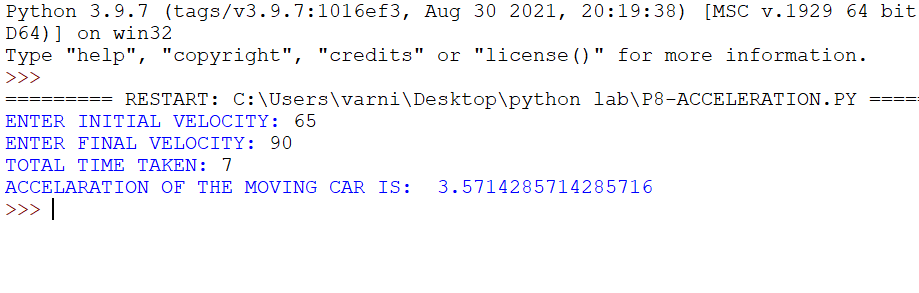 Python 3.9.7 (tags/v3.9.7:1016ef3, Aug 30 2021, 20:19:38) [MSC v.1929 64 bit
D64)] on win32
Type "help", "copyright", "credits" or "license()" for more information.
>>>
========= RESTART: C:\Users\varni\Desktop\python lab\P8-ACCELERATION.PY =====
ENTER INITIAL VELOCITY: 65
ENTER FINAL VELOCITY: 90
TOTAL TIME TAKEN: 7
ACCELARATION OF THE MOVING CAR IS:  3.5714285714285716
>>>